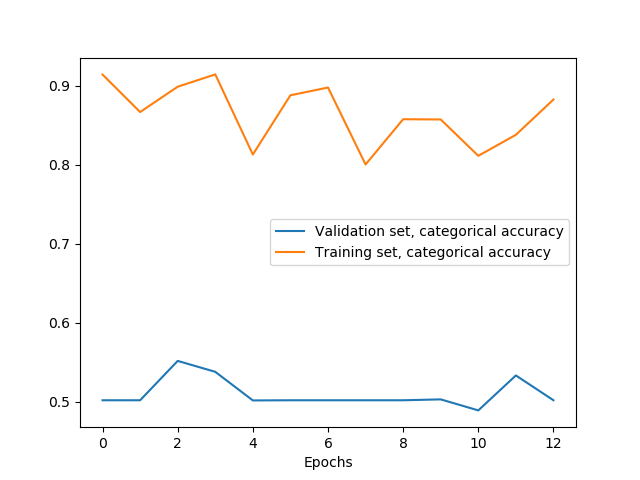 0.9
0.8
0.7
0.6
0.5
Validation set, categorical accuracy
Training set, categorical accuracy
0 2 4 6 8 10 12
Epochs